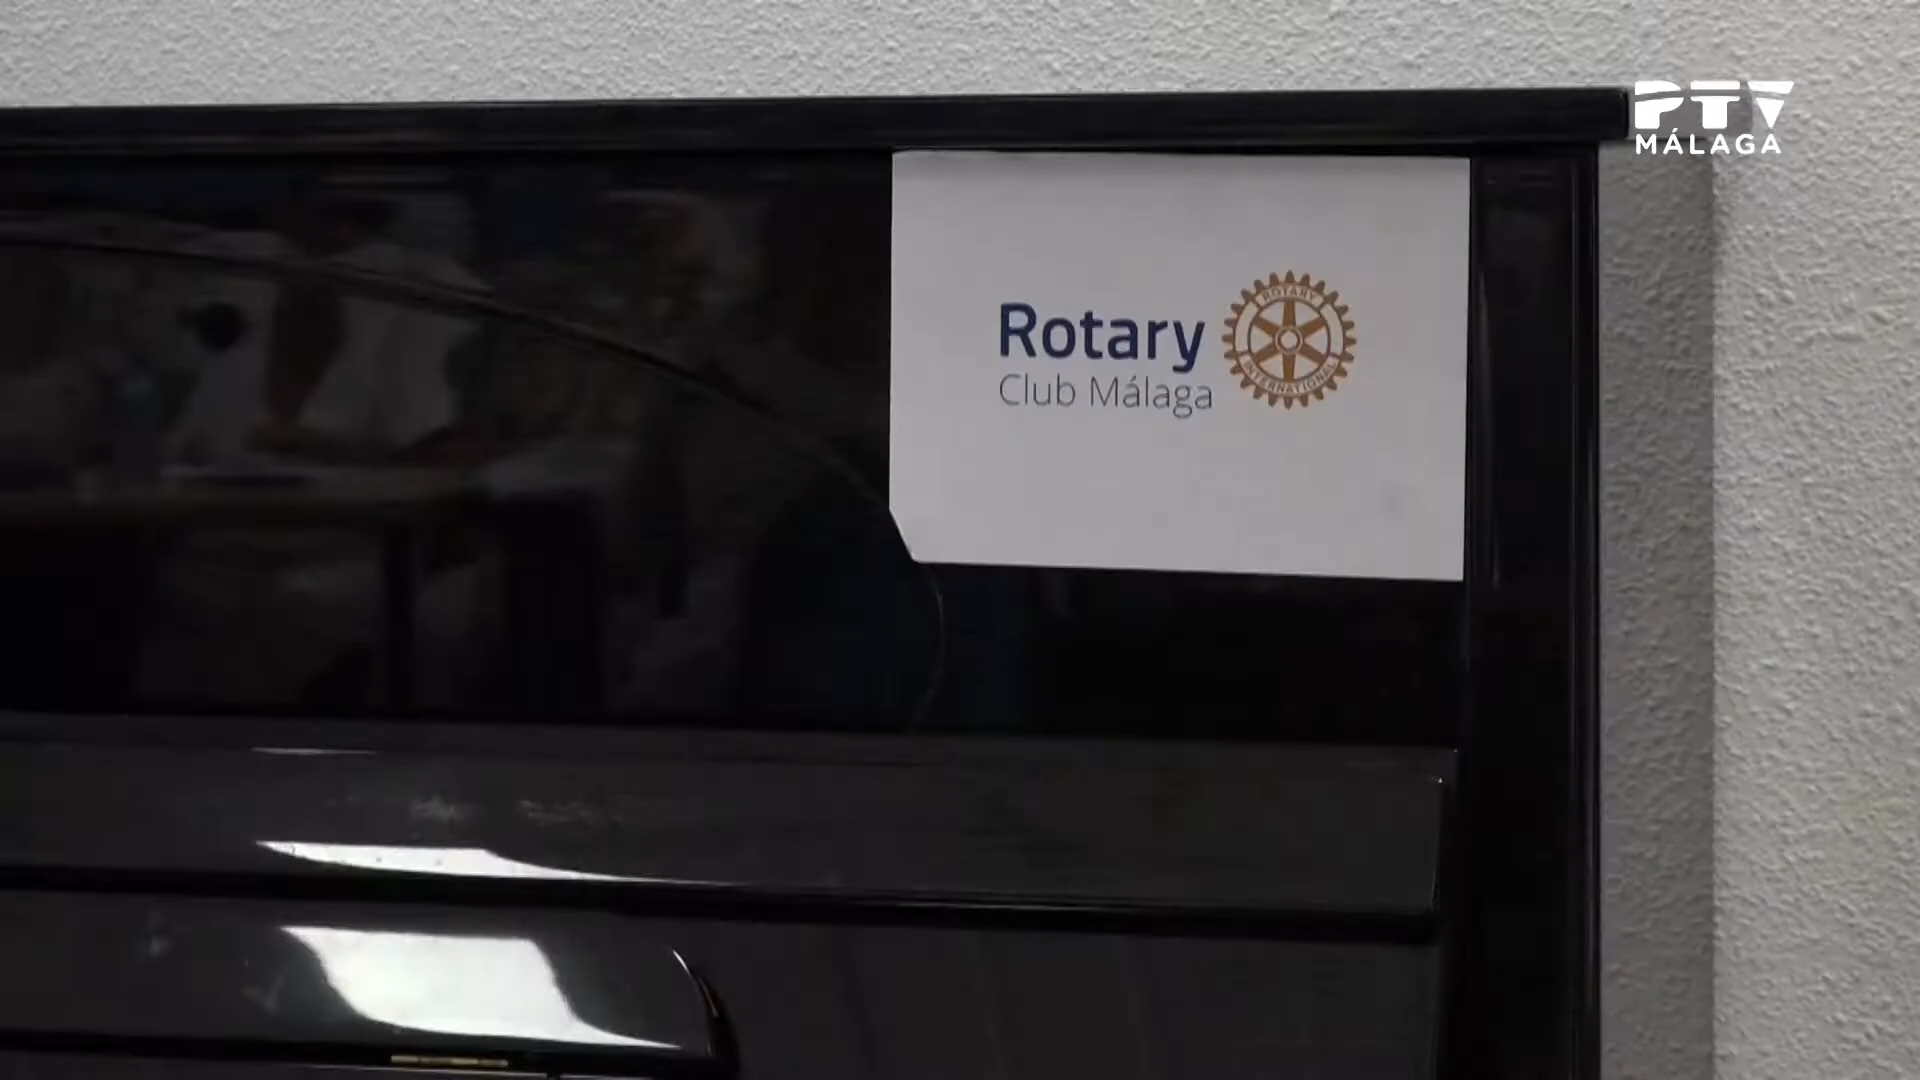 PTV
MÁLAGA
Rotary
Club Málaga
ROTARY
INTERNATIONAL